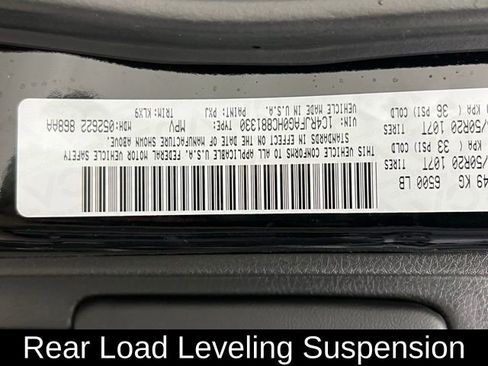 49 KG 6500 LB
/50R20 107T TIRES
KPA ( 33 PSI COLD
/50R20 107T TIRES
KPA ( 36 PSI COLD
THIS VEHICLE CONFORMS TO ALL APPLICABLE U.S.A. FEDERAL MOTOR VEHICLE SAFETY
STANDARDS IN EFFECT ON THE DATE OF MANUFACTURE SHOWN ABOVE.
1C4RJFAG0HC881330 TYPE: MPV MDH:052622 868AA
VEHICLE MADE IN U.S.A. PAINT: PXJ TRIM: KLX9
Rear Load Leveling Suspension